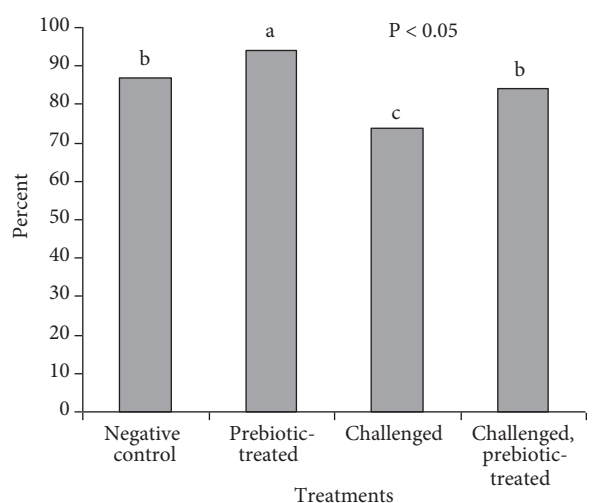 100
P < 0.05
a
90
b
b
80
c
70
60
Percent
50
40
30
20
10
0
Negative
control
Prebiotic-
treated
Challenged
Challenged,
prebiotic-
treated
Treatments